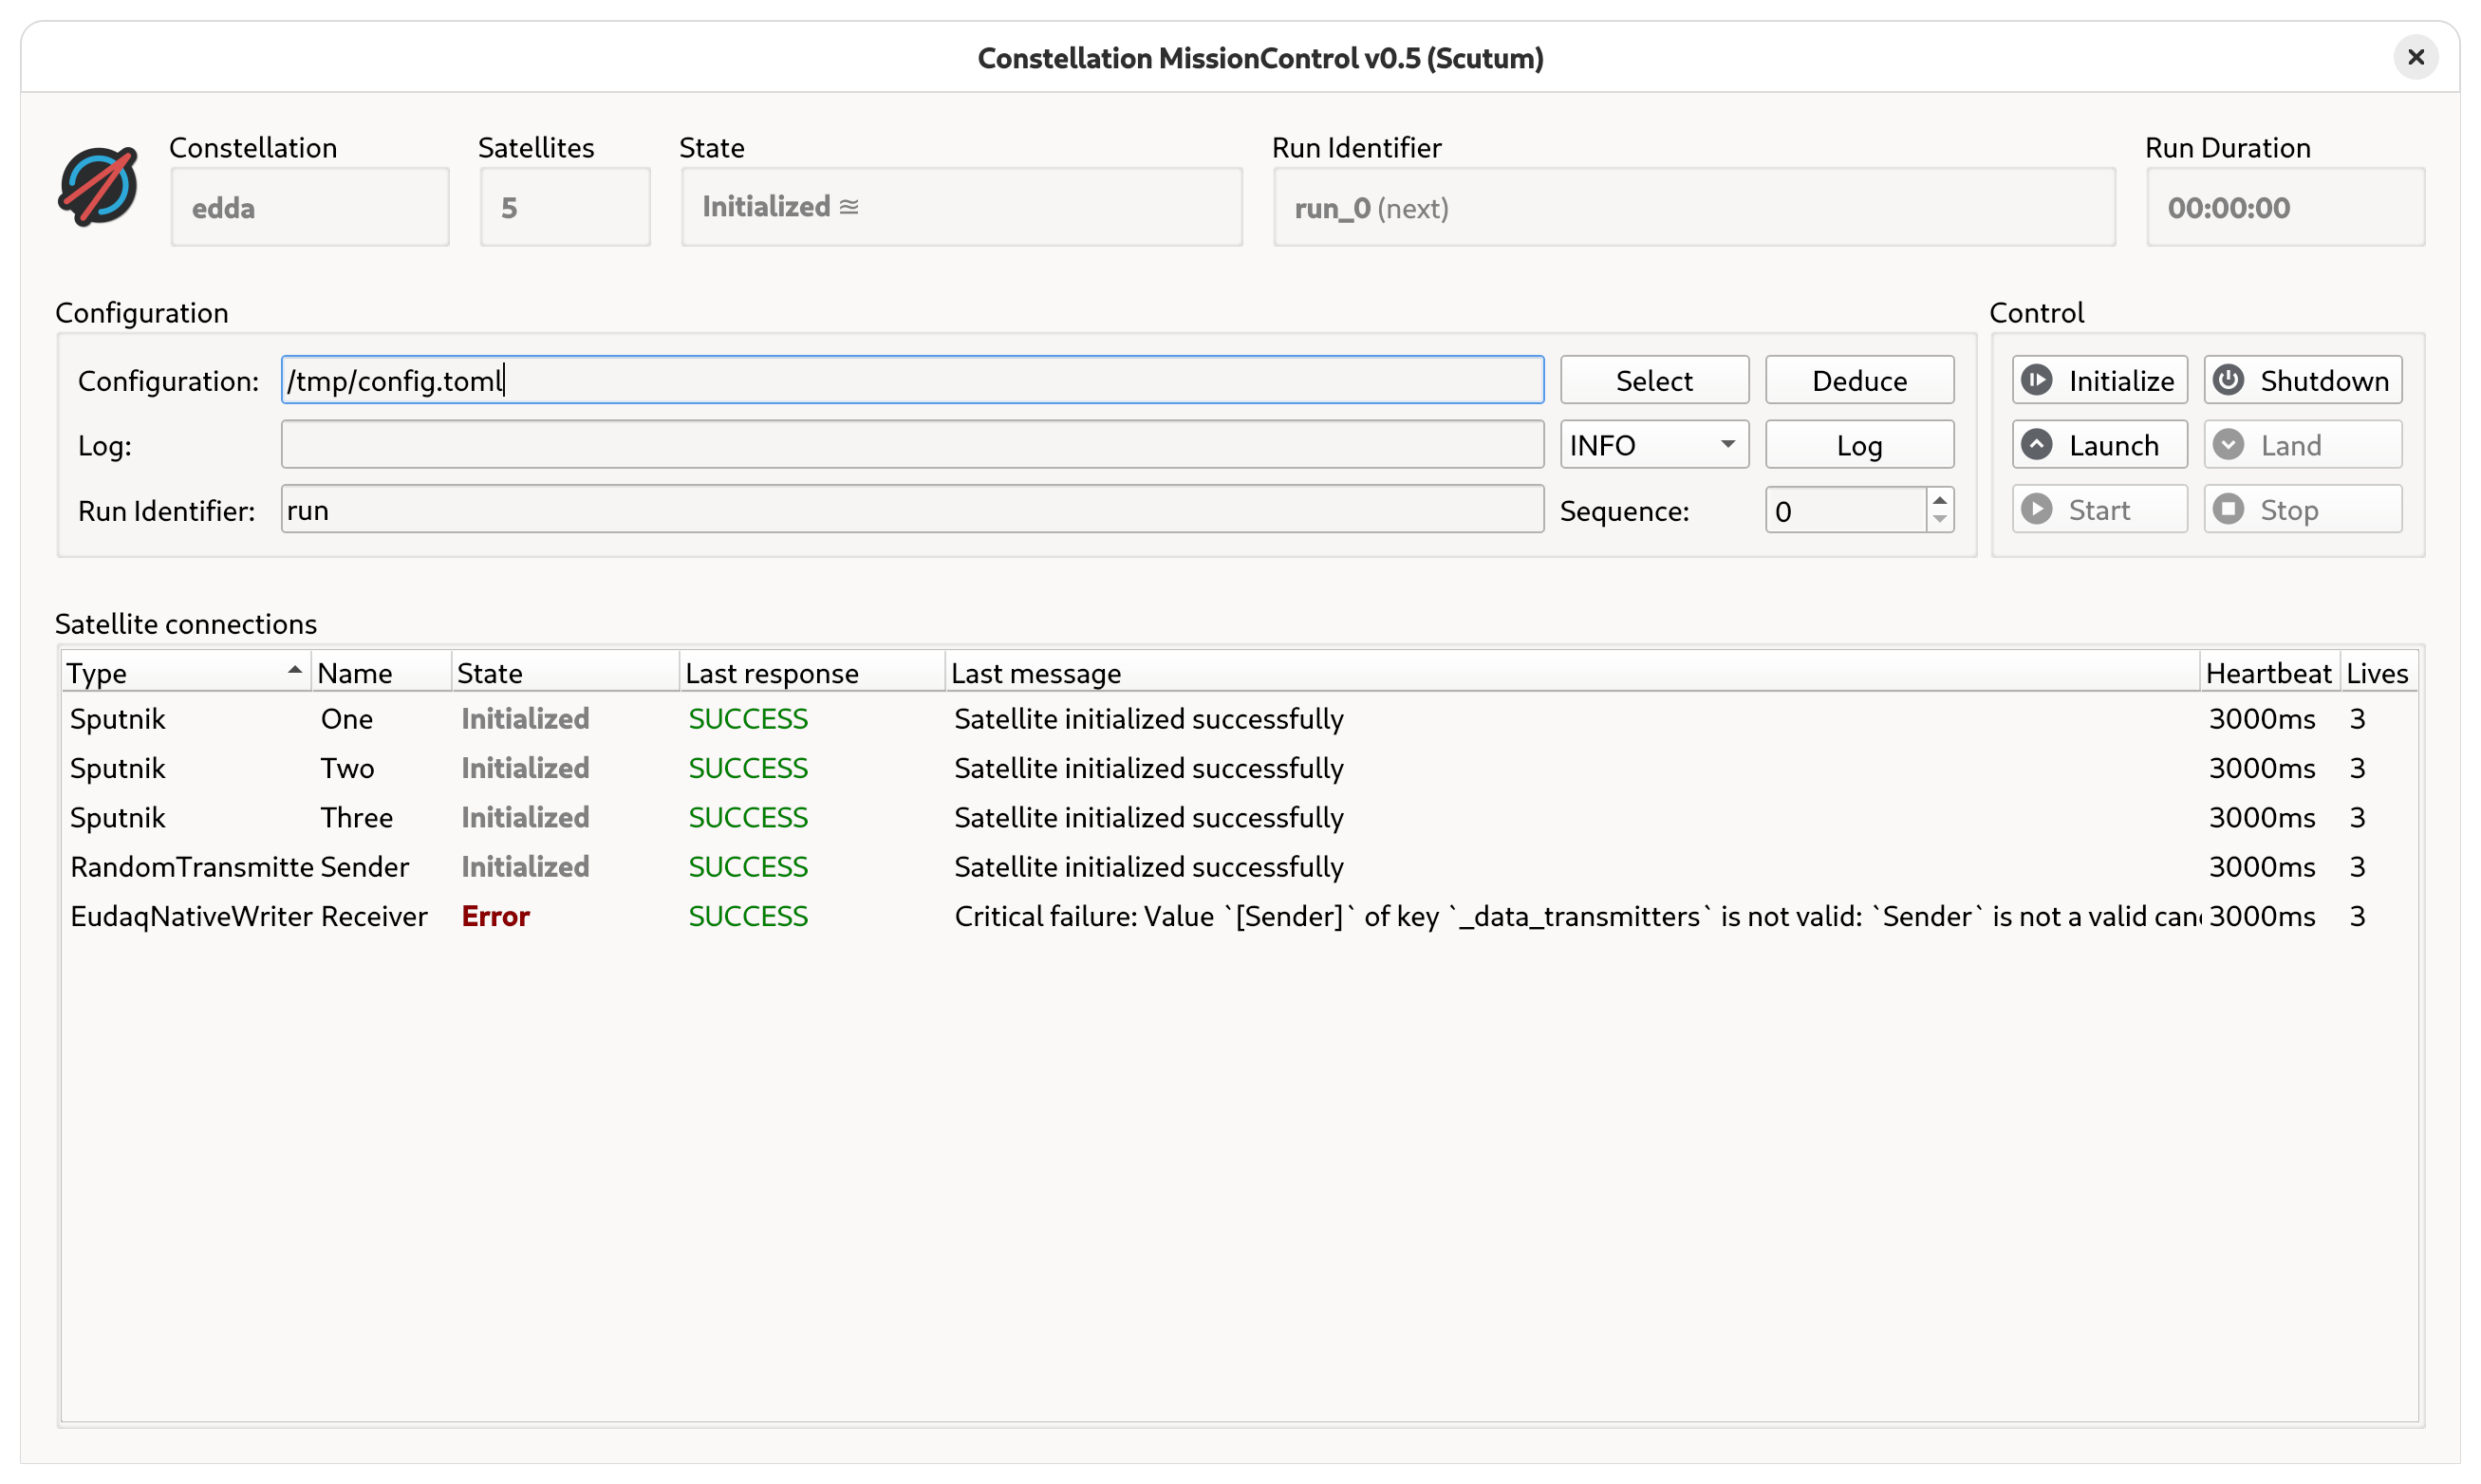 Constellation MissionControl v0.5 (Scutum)
Constellation Satellites State Run Identifier Run Duration
edda 5 Initialized ≊ run_0 (next) 00:00:00
Configuration Control
Configuration: /tmp/config.toml Select Deduce Initialize Shutdown
Log: INFO Log Launch Land
Run Identifier: run Sequence: 0 Start Stop
Satellite connections
Type Name State Last response Last message Heartbeat Lives
Sputnik One Initialized SUCCESS Satellite initialized successfully 3000ms 3
Sputnik Two Initialized SUCCESS Satellite initialized successfully 3000ms 3
Sputnik Three Initialized SUCCESS Satellite initialized successfully 3000ms 3
RandomTransmitte Sender Initialized SUCCESS Satellite initialized successfully 3000ms 3
EudaqNativeWriter Receiver Error SUCCESS Critical failure: Value `[Sender]` of key `_data_transmitters` is not valid: `Sender` is not a valid can 3000ms 3